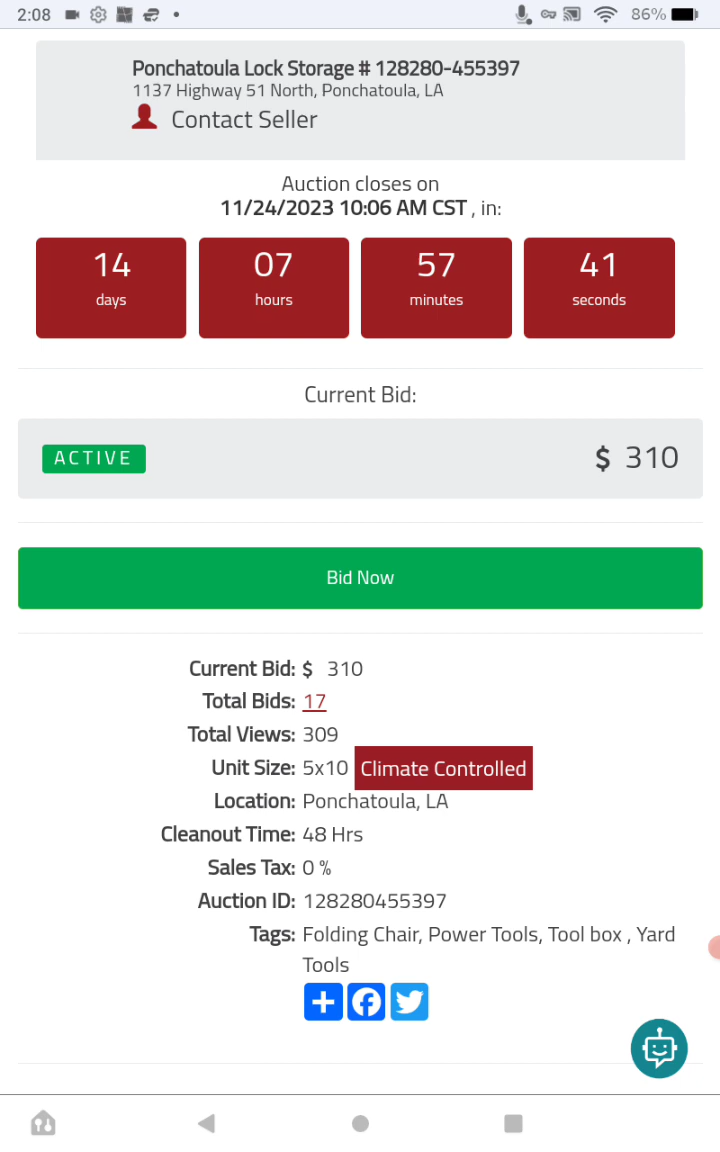 2:08 86%
Ponchatoula Lock Storage # 128280-455397
1137 Highway 51 North, Ponchatoula, LA
Contact Seller
Auction closes on
11/24/2023 10:06 AM CST , in:
14 07 57 41
days hours minutes seconds
Current Bid:
ACTIVE $ 310
Bid Now
Current Bid: $ 310
Total Bids: 17
Total Views: 309
Unit Size: 5x10 Climate Controlled
Location: Ponchatoula, LA
Cleanout Time: 48 Hrs
Sales Tax: 0 %
Auction ID: 128280455397
Tags: Folding Chair, Power Tools, Tool box , Yard
Tools